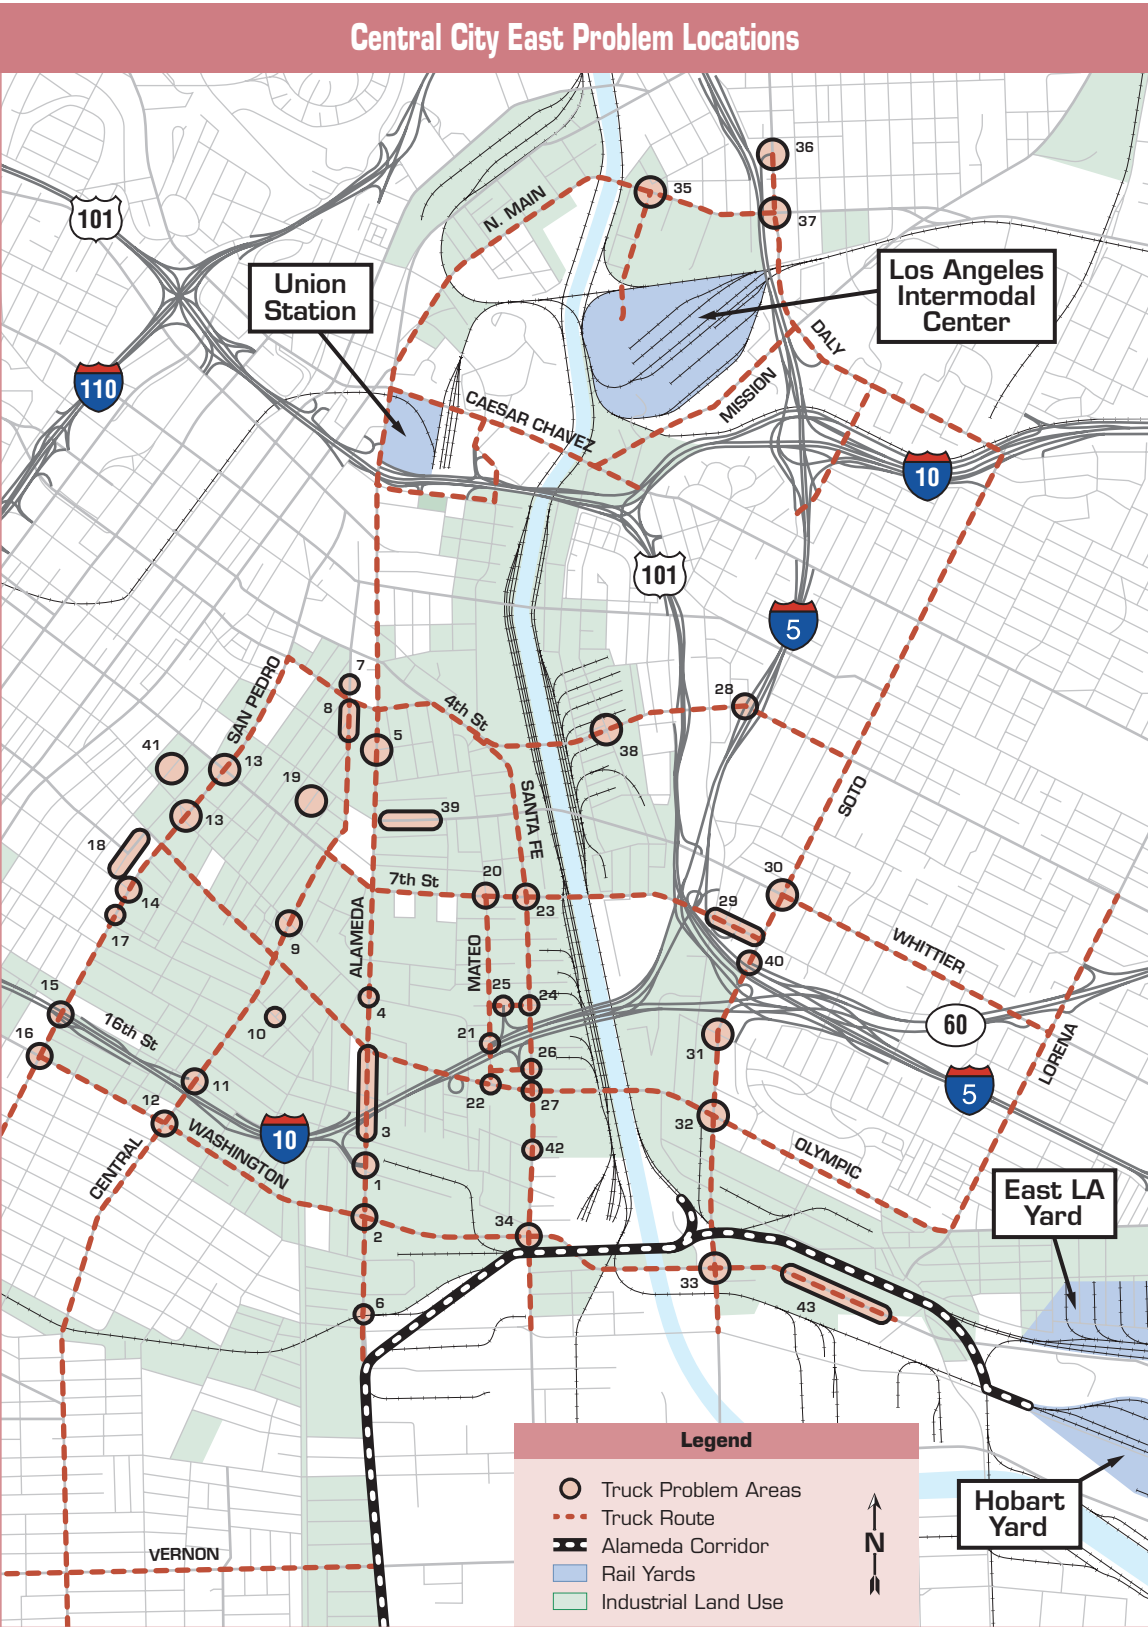 Central City East Problem Locations
36
35
37
101
Union
Station
Los Angeles
Intermodal
Center
N. MAIN
DALY
110
MISSION
CAESAR CHAVEZ
10
101
5
7
SAN PEDRO
8
28
4th St
5
38
41
13
19
SANTA FE
SOTO
39
13
18
20
30
7th St
14
23
29
17
9
ALAMEDA
MATEO
WHITTIER
40
15
25
24
4
16th St
10
21
60
16
31
26
LORENA
11
22
27
5
12
32
10
3
WASHINGTON
42
OLYMPIC
CENTRAL
1
East LA
Yard
2
34
33
6
43
Legend
Truck Problem Areas
Truck Route
Alameda Corridor
Rail Yards
Industrial Land Use
N
Hobart
Yard
VERNON